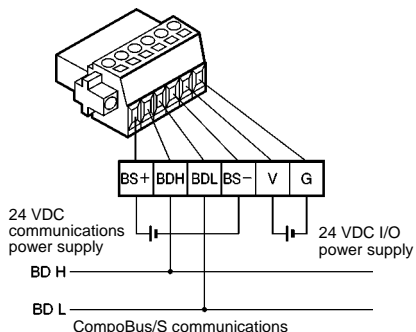 BS+ BDH BDL BS− V G
24 VDC
communications
power supply
24 VDC I/O
power supply
BD H
BD L
CompoBus/S communications